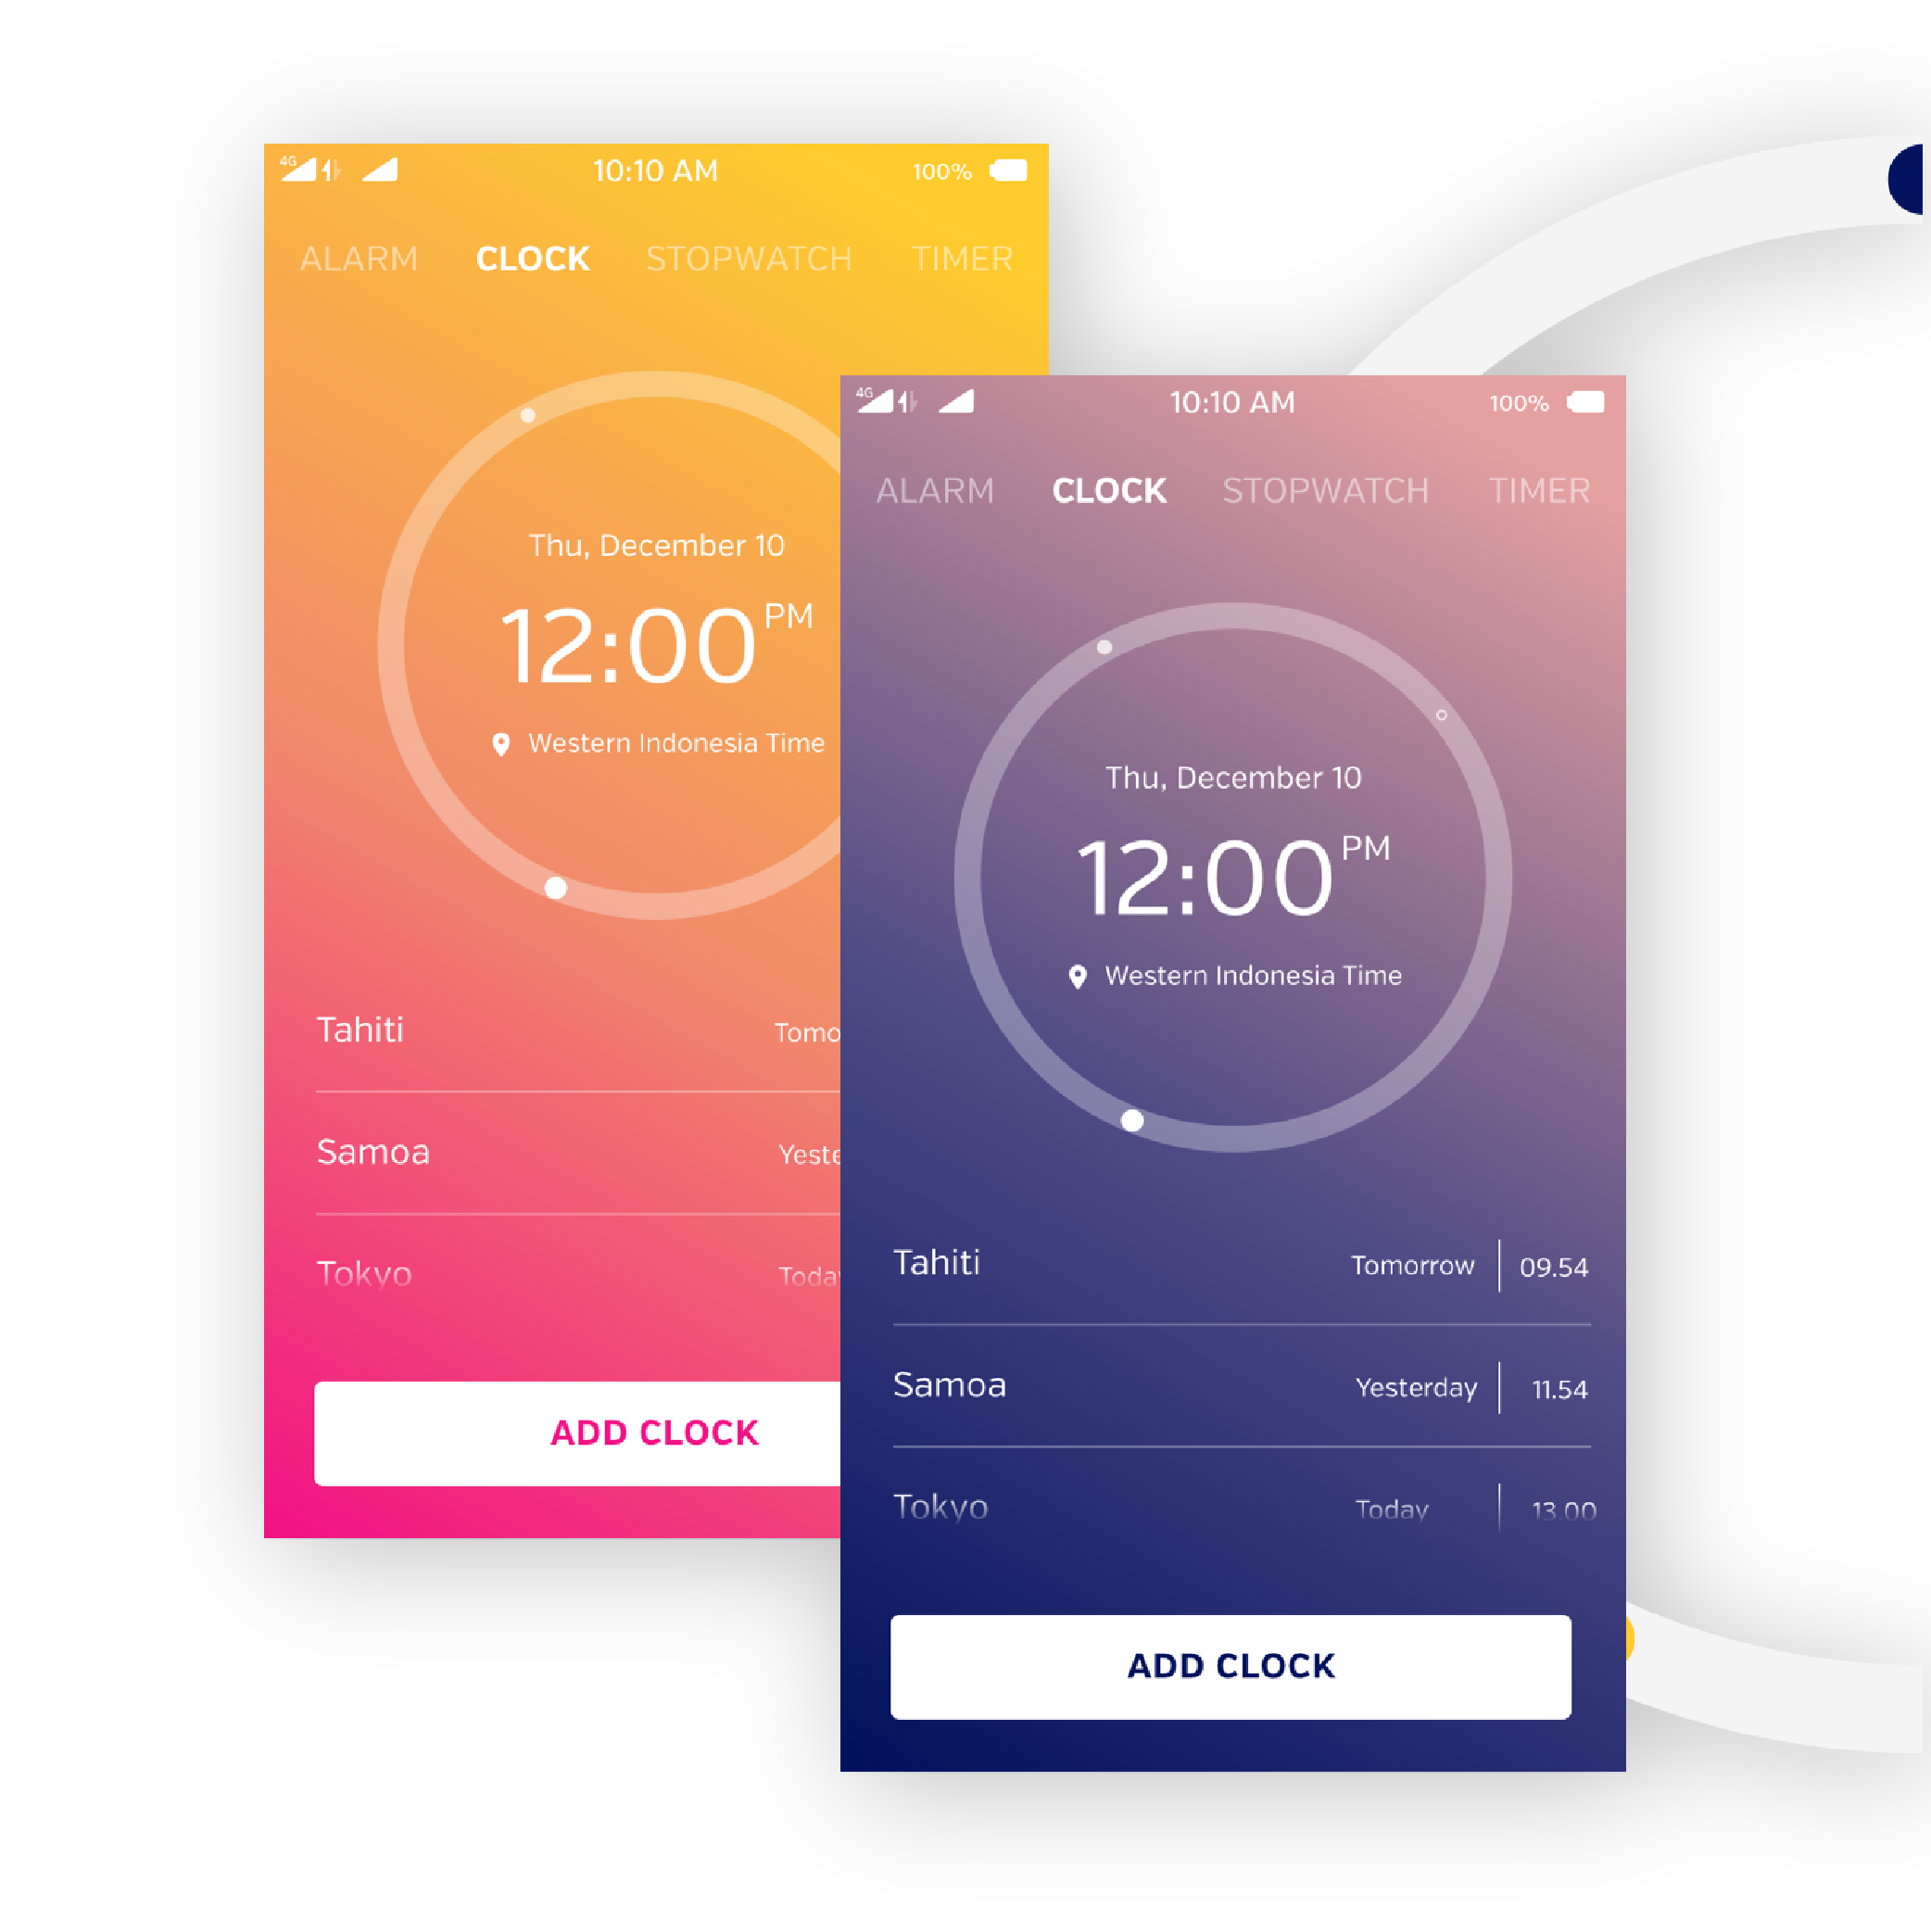 4G 10:10 AM 100%
ALARM CLOCK STOPWATCH TIMER
Thu, December 10
12:00 PM
Western Indonesia Time
Tahiti Tomo
Samoa Yeste
Tokyo Today
ADD CLOCK
4G 10:10 AM 100%
ALARM CLOCK STOPWATCH TIMER
Thu, December 10
12:00 PM
Western Indonesia Time
Tahiti Tomorrow 09.54
Samoa Yesterday 11.54
Tokyo Today 13.00
ADD CLOCK